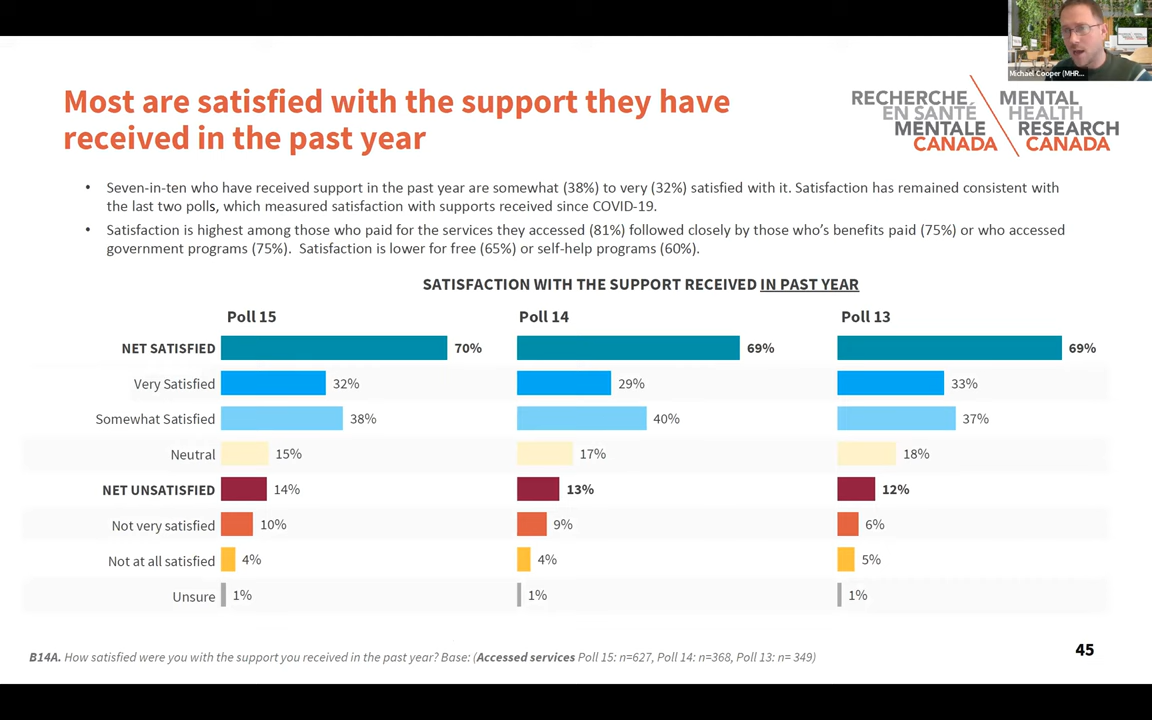 Michael Cooper (MHR...
Most are satisfied with the support they have
received in the past year
RECHERCHE
EN SANTÉ
MENTALE
CANADA
MENTAL
HEALTH
RESEARCH
CANADA
• Seven-in-ten who have received support in the past year are somewhat (38%) to very (32%) satisfied with it. Satisfaction has remained consistent with
the last two polls, which measured satisfaction with supports received since COVID-19.
• Satisfaction is highest among those who paid for the services they accessed (81%) followed closely by those who's benefits paid (75%) or who accessed
government programs (75%). Satisfaction is lower for free (65%) or self-help programs (60%).
SATISFACTION WITH THE SUPPORT RECEIVED IN PAST YEAR
Poll 15 Poll 14 Poll 13
NET SATISFIED 70% 69% 69%
Very Satisfied 32% 29% 33%
Somewhat Satisfied 38% 40% 37%
Neutral 15% 17% 18%
NET UNSATISFIED 14% 13% 12%
Not very satisfied 10% 9% 6%
Not at all satisfied 4% 4% 5%
Unsure 1% 1% 1%
B14A. How satisfied were you with the support you received in the past year? Base: (Accessed services Poll 15: n=627, Poll 14: n=368, Poll 13: n= 349)
45